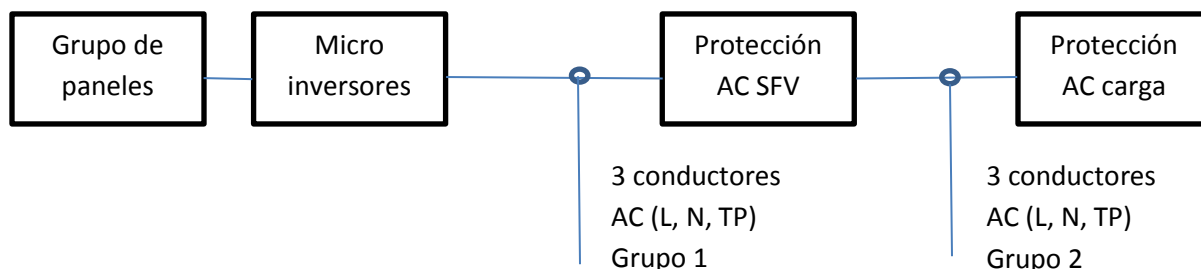 Grupo de
paneles
Micro
inversores
Protección
AC SFV
Protección
AC carga
3 conductores
AC (L, N, TP)
Grupo 1
3 conductores
AC (L, N, TP)
Grupo 2